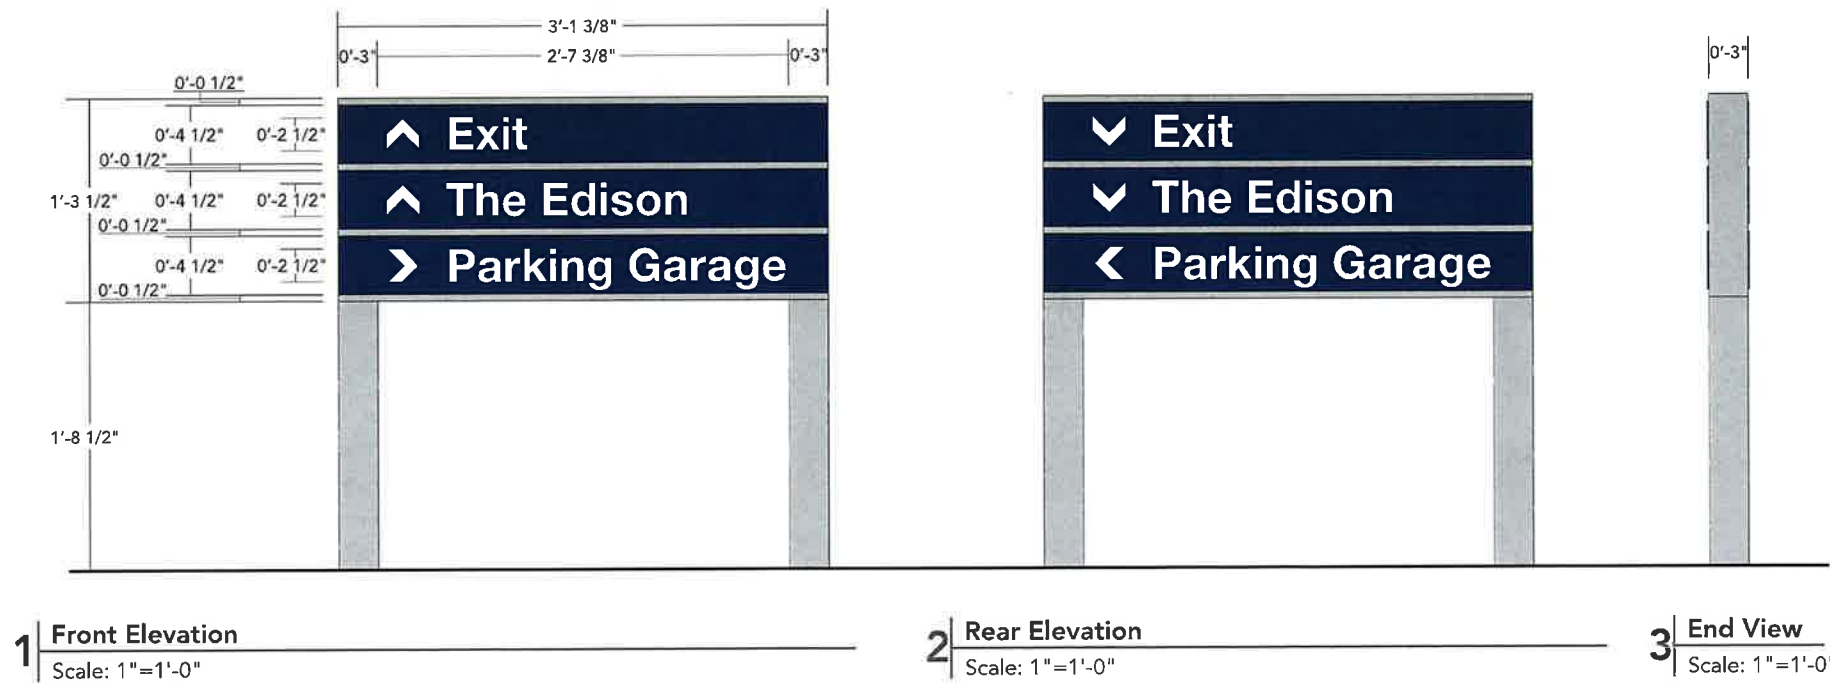 3'-1 3/8"
0'-3" 2'-7 3/8" 0'-3"
0'-0 1/2"
0'-4 1/2" 0'-2 1/2"
0'-0 1/2"
1'-3 1/2" 0'-4 1/2" 0'-2 1/2"
0'-0 1/2"
0'-4 1/2" 0'-2 1/2"
0'-0 1/2"
1'-8 1/2"
Exit
The Edison
Parking Garage
Exit
The Edison
Parking Garage
0'-3"
1 Front Elevation
Scale: 1"=1'-0"
2 Rear Elevation
Scale: 1"=1'-0"
3 End View
Scale: 1"=1'-0"